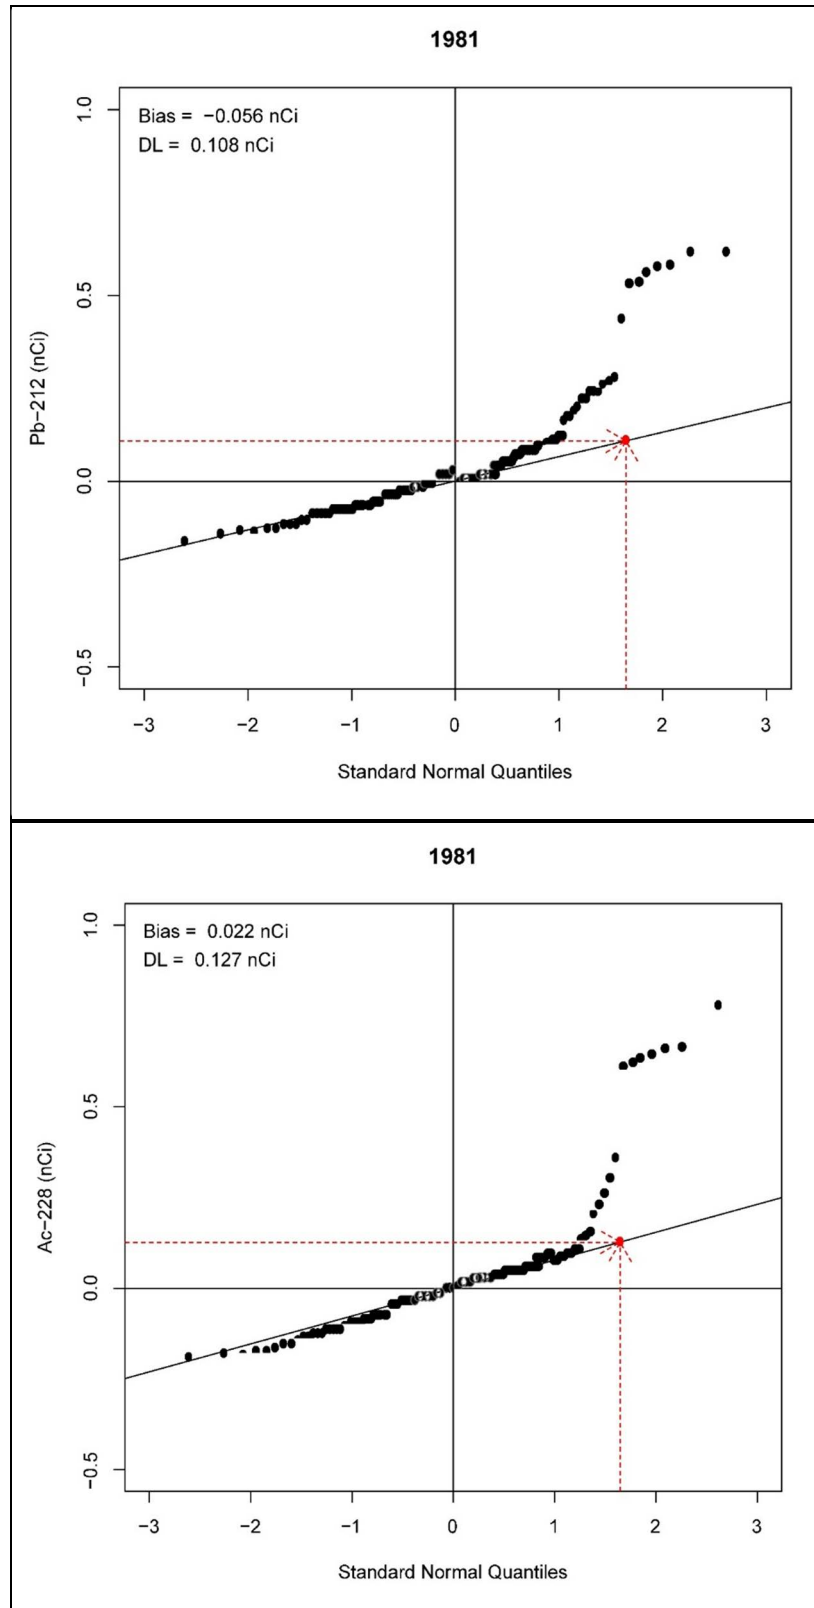 1981
Bias = −0.056 nCi
DL = 0.108 nCi
1.0
0.5
0.0
−0.5
Pb−212 (nCi)
−3 −2 −1 0 1 2 3
Standard Normal Quantiles
1981
Bias = 0.022 nCi
DL = 0.127 nCi
1.0
0.5
0.0
−0.5
Ac−228 (nCi)
−3 −2 −1 0 1 2 3
Standard Normal Quantiles